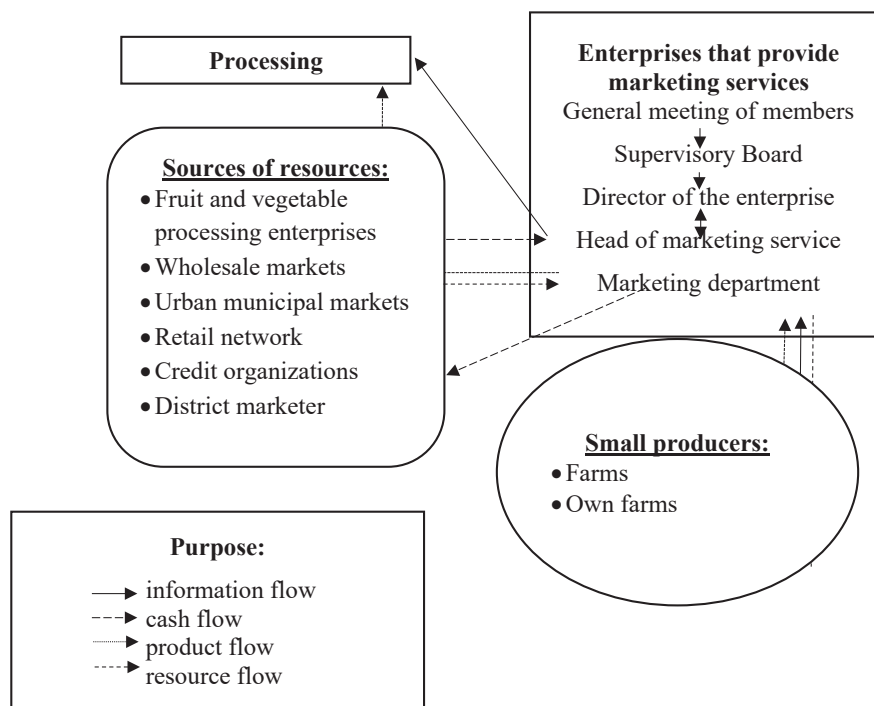 Processing
Sources of resources:
• Fruit and vegetable
processing enterprises
• Wholesale markets
• Urban municipal markets
• Retail network
• Credit organizations
• District marketer
Enterprises that provide
marketing services
General meeting of members
Supervisory Board
Director of the enterprise
Head of marketing service
Marketing department
Small producers:
• Farms
• Own farms
Purpose:
information flow
cash flow
product flow
resource flow